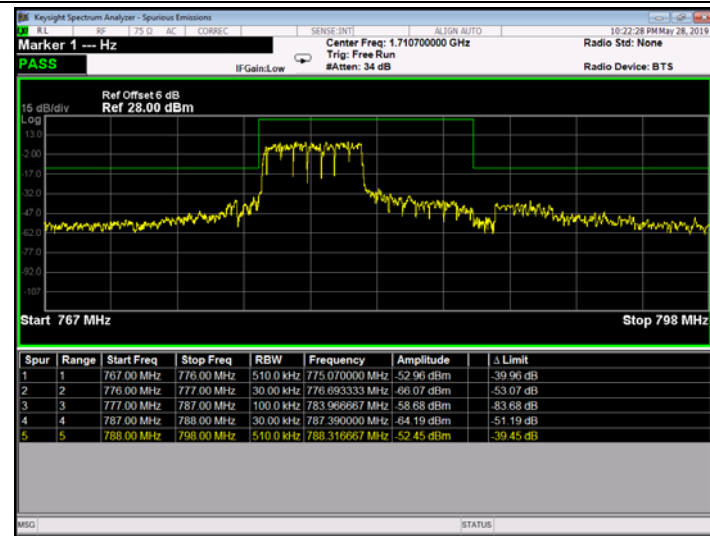 Keysight Spectrum Analyzer - Spurious Emissions
RL RF 75 Ω AC CORREC SENSE:INT ALIGN AUTO 10:22:28 PM May 28, 2019
Marker 1 --- Hz Center Freq: 1.710700000 GHz Radio Std: None
PASS Trig: Free Run
IFGain:Low #Atten: 34 dB Radio Device: BTS
Ref Offset 6 dB
15 dB/div Ref 28.00 dBm
Log
13.0
-2.00
-17.0
-32.0
-47.0
-62.0
-77.0
-92.0
-107
Start 767 MHz Stop 798 MHz
Spur Range Start Freq Stop Freq RBW Frequency Amplitude Δ Limit
1 1 767.00 MHz 776.00 MHz 510.0 kHz 775.070000 MHz -52.96 dBm -39.96 dB
2 2 776.00 MHz 777.00 MHz 30.00 kHz 776.693333 MHz -66.07 dBm -53.07 dB
3 3 777.00 MHz 787.00 MHz 100.0 kHz 783.966667 MHz -58.68 dBm -83.68 dB
4 4 787.00 MHz 788.00 MHz 30.00 kHz 787.390000 MHz -64.19 dBm -51.19 dB
5 5 788.00 MHz 798.00 MHz 510.0 kHz 788.316667 MHz -52.45 dBm -39.45 dB
MSG STATUS